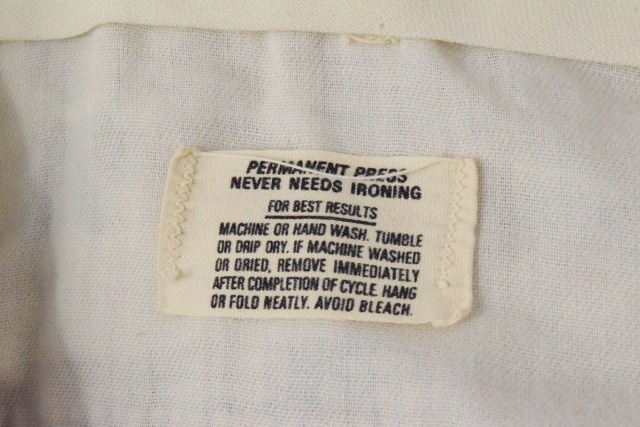 PERMANENT PRESS
NEVER NEEDS IRONING
FOR BEST RESULTS
MACHINE OR HAND WASH. TUMBLE
OR DRIP DRY. IF MACHINE WASHED
OR DRIED, REMOVE IMMEDIATELY
AFTER COMPLETION OF CYCLE. HANG
OR FOLD NEATLY. AVOID BLEACH.